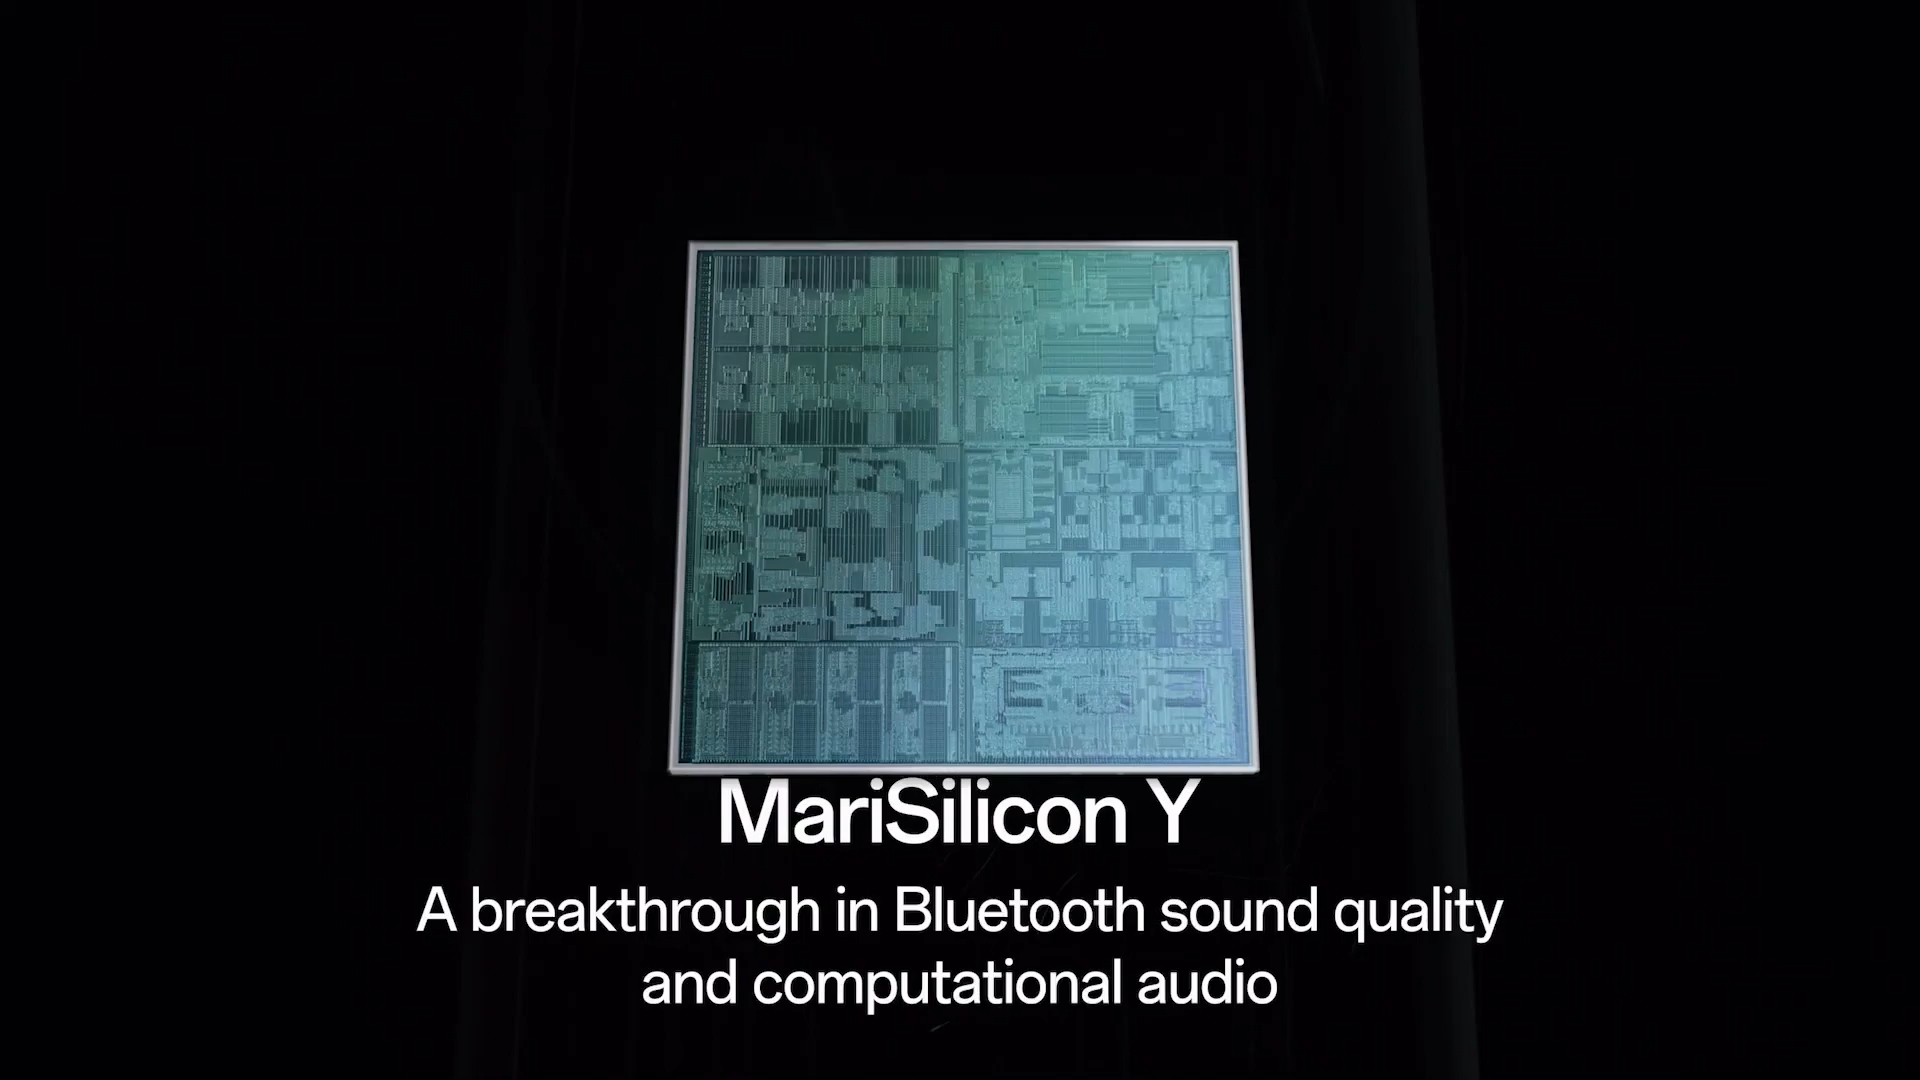 MariSilicon Y
A breakthrough in Bluetooth sound quality
and computational audio